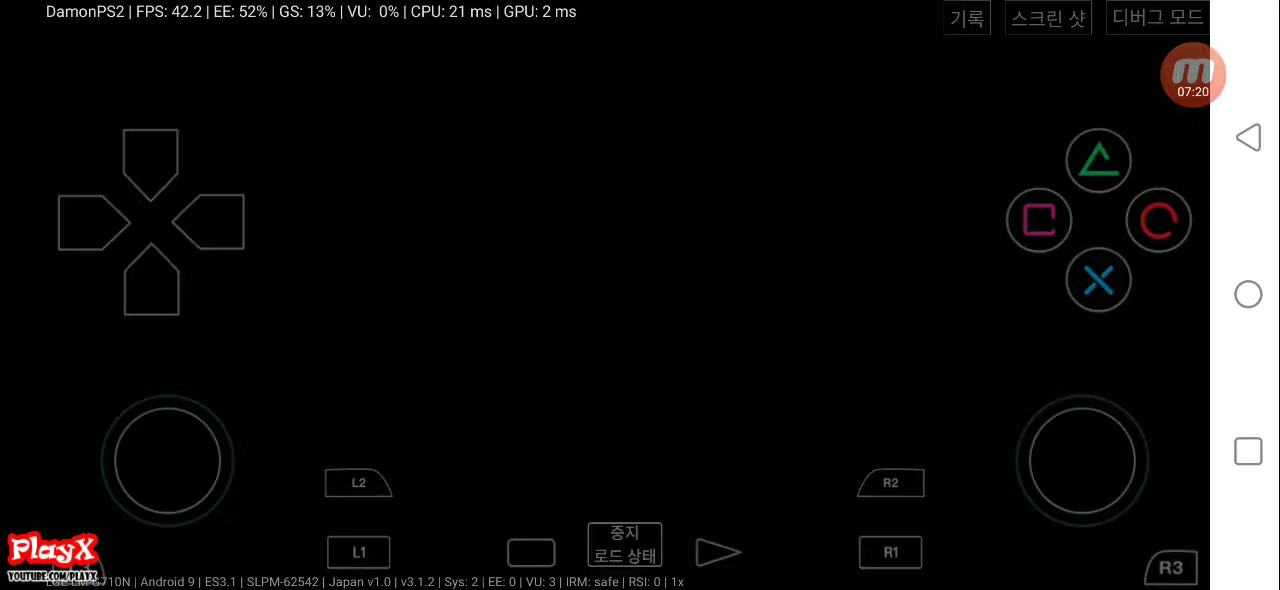 DamonPS2 | FPS: 42.2 | EE: 52% | GS: 13% | VU: 0% | CPU: 21 ms | GPU: 2 ms
기록
스크린 샷
디버그 모드
07:20
L2
R2
중지
로드 상태
L1
R1
R3
PlayX
YOUTUBE.COM/PLAYX
710N | Android 9 | ES3.1 | SLPM-62542 | Japan v1.0 | v3.1.2 | Sys: 2 | EE: 0 | VU: 3 | IRM: safe | RSI: 0 | 1x